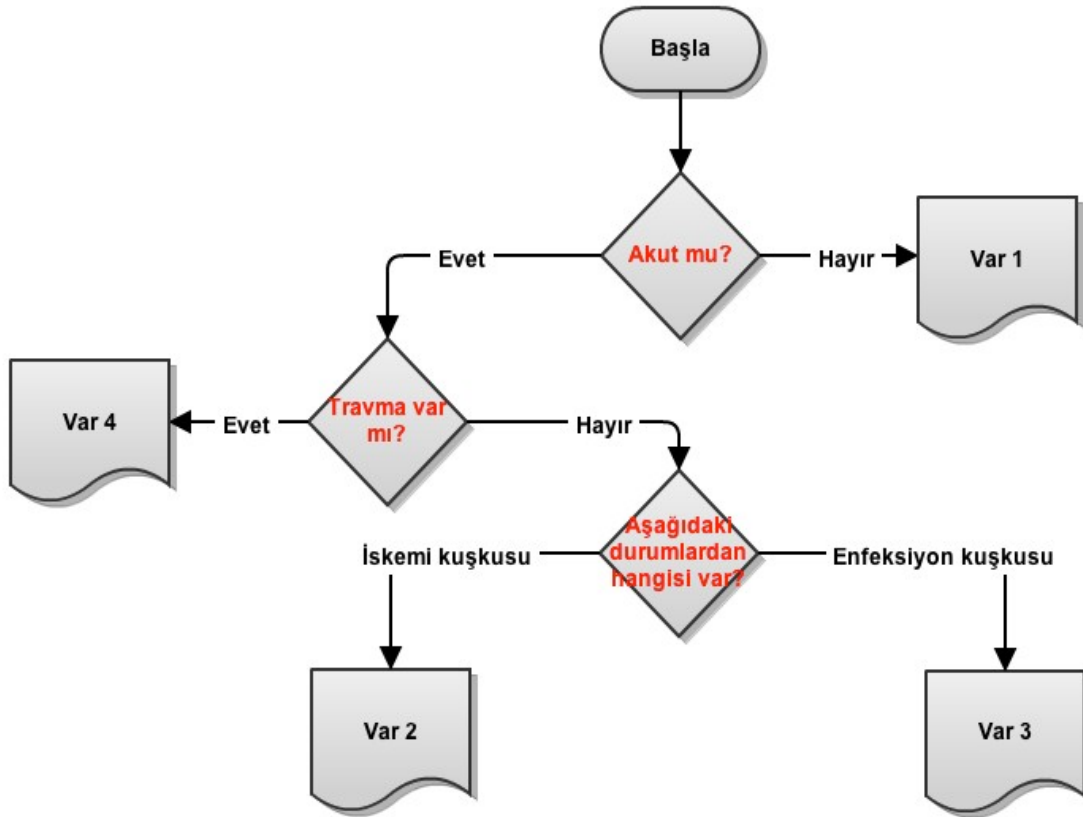 Başla
Akut mu?
Evet
Hayır
Var 1
Travma var
mı?
Evet
Var 4
Hayır
Aşağıdaki
durumlardan
hangisi var?
İskemi kuşkusu
Enfeksiyon kuşkusu
Var 2
Var 3